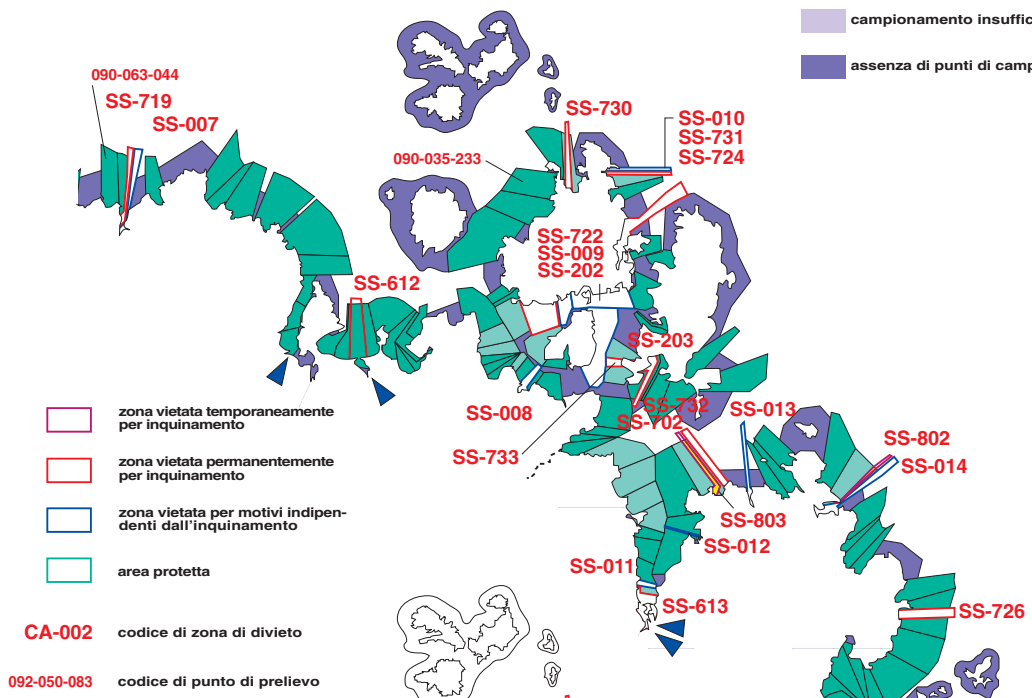 campionamento insuffic
assenza di punti di camp
090-063-044
SS-719
SS-007
SS-730
SS-010
SS-731
SS-724
090-035-233
SS-722
SS-009
SS-202
SS-612
SS-203
SS-008
SS-732
SS-702
SS-013
SS-733
SS-802
SS-014
SS-803
SS-012
SS-011
SS-613
SS-726
zona vietata temporaneamente
per inquinamento
zona vietata permanentemente
per inquinamento
zona vietata per motivi indipen-
denti dall'inquinamento
area protetta
CA-002 codice di zona di divieto
092-050-083 codice di punto di prelievo